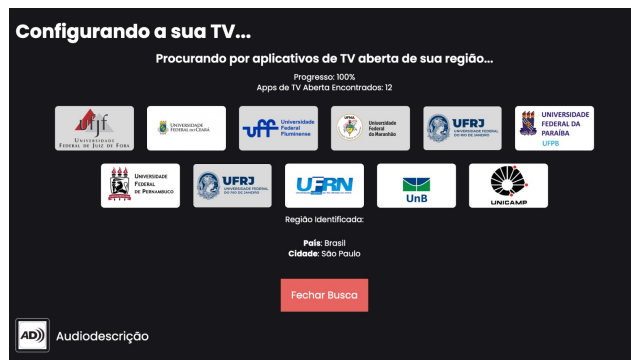 Configurando a sua TV...
Procurando por aplicativos de TV aberta de sua região...
Progresso: 100%
Apps de TV Aberta Encontrados: 12
ufjf
UNIVERSIDADE
FEDERAL DE JUIZ DE FORA
UNIVERSIDADE
FEDERAL DO CEARÁ
uff
Universidade
Federal
Fluminense
Universidade
Federal
do Maranhão
UFRJ
UNIVERSIDADE FEDERAL
DO RIO DE JANEIRO
UNIVERSIDADE
FEDERAL DA
PARAÍBA
UFPB
UNIVERSIDADE
FEDERAL
DE PERNAMBUCO
UFRJ
UNIVERSIDADE FEDERAL
DO RIO DE JANEIRO
UFRN
UnB
UNICAMP
Região Identificada:
País: Brasil
Cidade: São Paulo
Fechar Busca
AD))) Audiodescrição